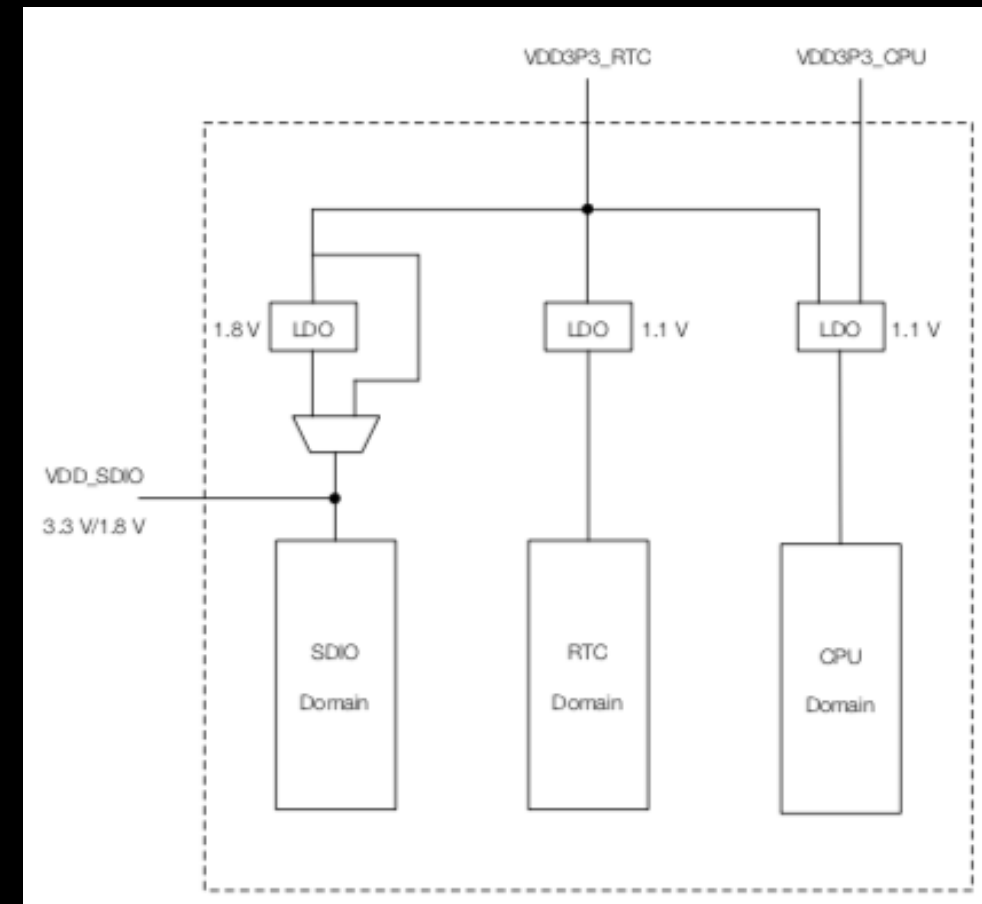 VDD3P3_RTC
VDD3P3_CPU
1.8 V
LDO
LDO
1.1 V
LDO
1.1 V
VDD_SDIO
3.3 V/1.8 V
SDIO
Domain
RTC
Domain
CPU
Domain